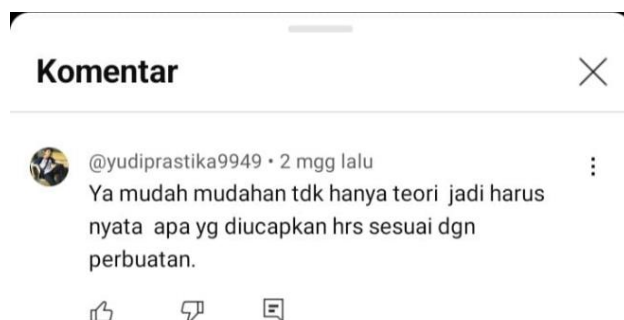 Komentar
@yudiprastika9949 • 2 mgg lalu
Ya mudah mudahan tdk hanya teori  jadi harus
nyata  apa yg diucapkan hrs sesuai dgn
perbuatan.